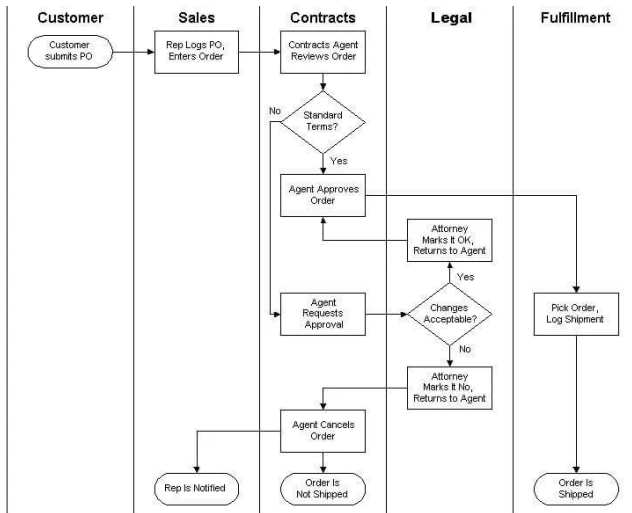 Customer
Sales
Contracts
Legal
Fulfillment
Customer
submits PO
Rep Logs PO,
Enters Order
Contracts Agent
Reviews Order
No
Standard
Terms?
Yes
Agent Approves
Order
Attorney
Marks It OK,
Returns to Agent
Yes
Agent
Requests
Approval
Changes
Acceptable?
Pick Order,
Log Shipment
No
Attorney
Marks It No,
Returns to Agent
Agent Cancels
Order
Rep Is Notified
Order Is
Not Shipped
Order Is
Shipped